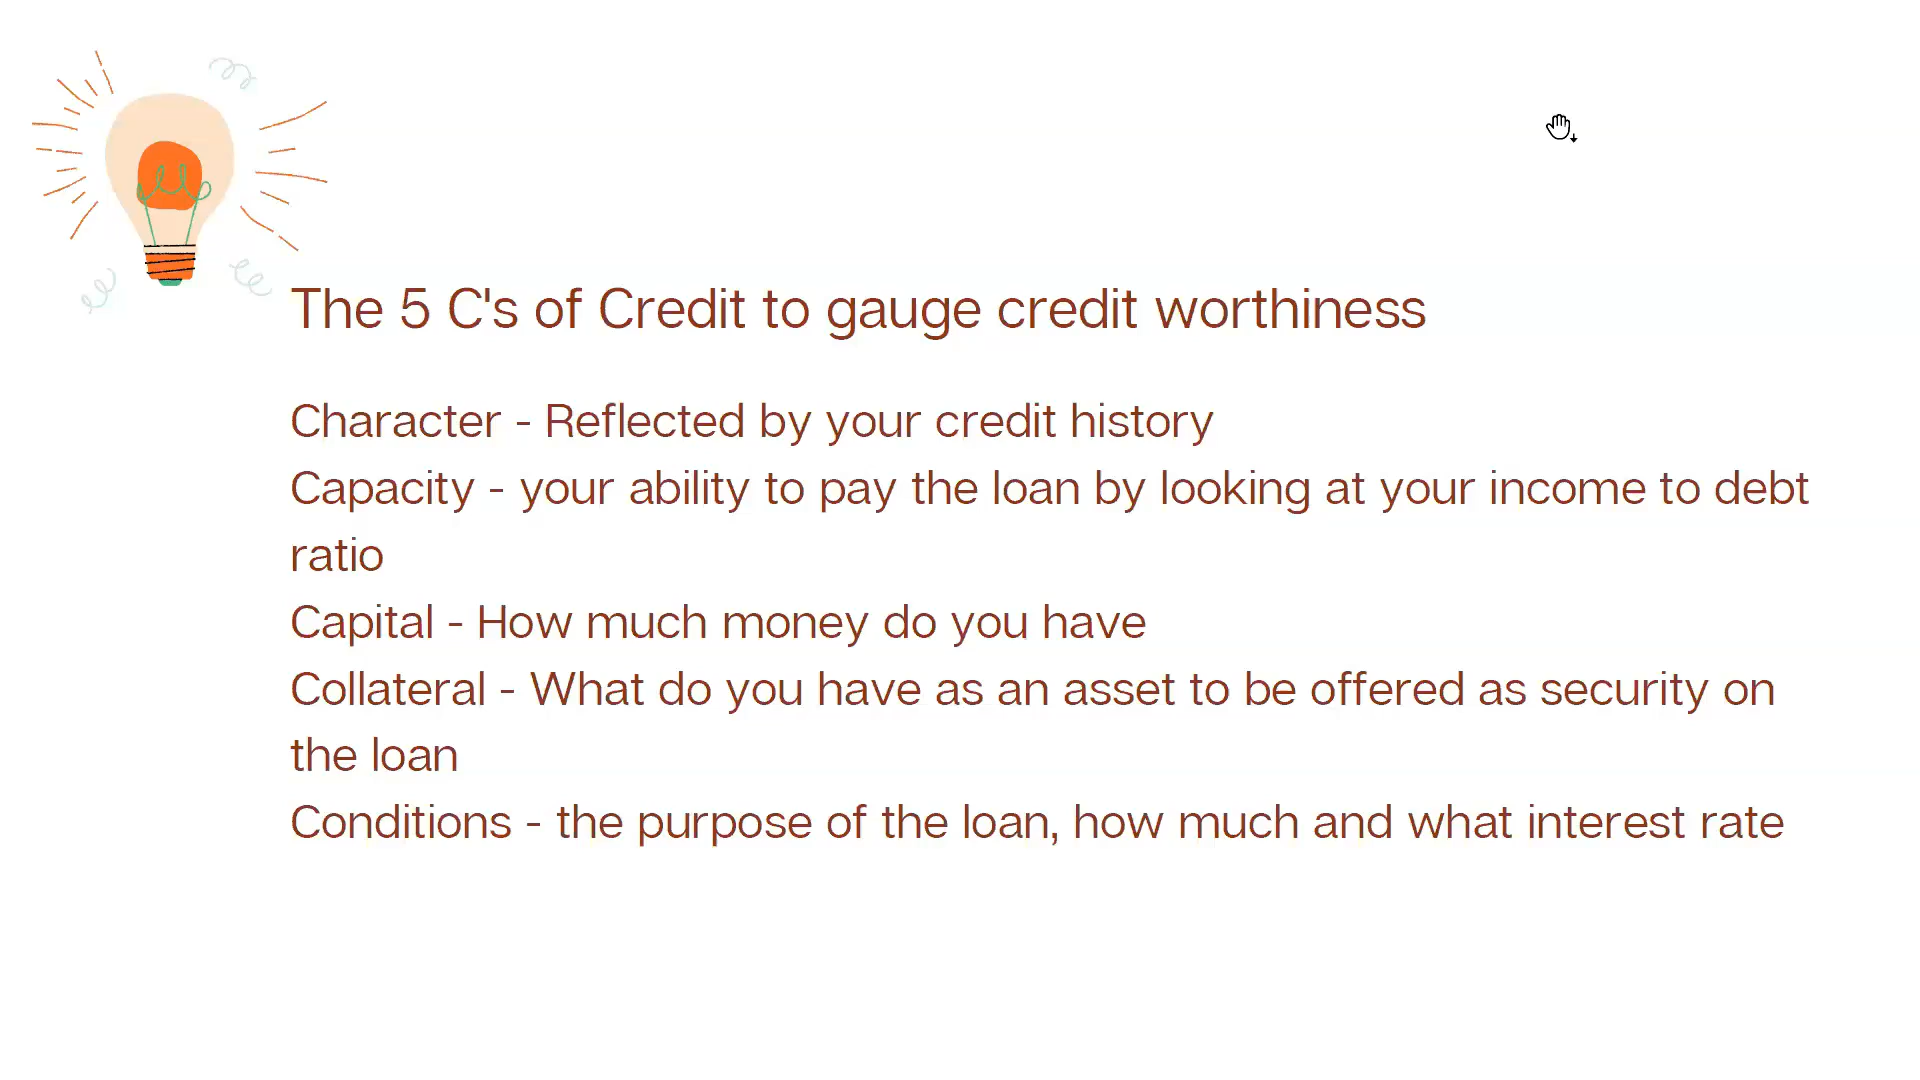 The 5 C's of Credit to gauge credit worthiness
Character - Reflected by your credit history
Capacity - your ability to pay the loan by looking at your income to debt
ratio
Capital - How much money do you have
Collateral - What do you have as an asset to be offered as security on
the loan
Conditions - the purpose of the loan, how much and what interest rate